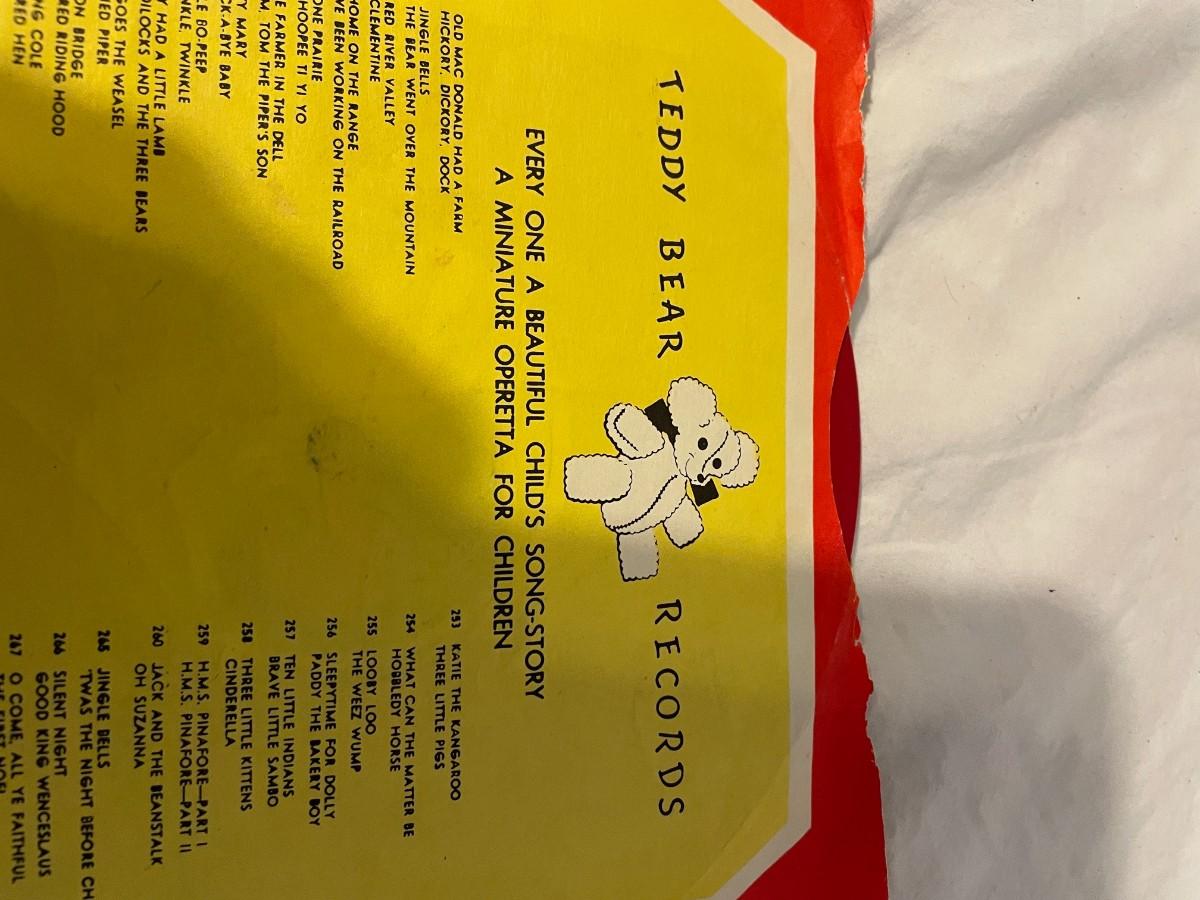 TEDDY BEAR RECORDS
EVERY ONE A BEAUTIFUL CHILD'S SONG-STORY
A MINIATURE OPERETTA FOR CHILDREN
OLD MAC DONALD HAD A FARM
HICKORY, DICKORY, DOCK
JINGLE BELLS
THE BEAR WENT OVER THE MOUNTAIN
RED RIVER VALLEY
CLEMENTINE
HOME ON THE RANGE
VE BEEN WORKING ON THE RAILROAD
ONE PRAIRIE
HOOPEE TI YI YO
E FARMER IN THE DELL
M, TOM THE PIPER'S SON
Y MARY
CK-A-BYE BABY
LE BO-PEEP
NKLE, TWINKLE
Y HAD A LITTLE LAMB
DILOCKS AND THE THREE BEARS
GOES THE WEASEL
IED PIPER
ON BRIDGE
RED RIDING HOOD
NG COLE
RED HEN
253 KATIE THE KANGAROO
THREE LITTLE PIGS
254 WHAT CAN THE MATTER BE
HOBBLEDY HORSE
255 LOOBY LOO
THE WEEZ WUMP
256 SLEEPYTIME FOR DOLLY
PADDY THE BAKERY BOY
257 TEN LITTLE INDIANS
BRAVE LITTLE SAMBO
258 THREE LITTLE KITTENS
CINDERELLA
259 H.M.S. PINAFORE—PART I
H.M.S. PINAFORE—PART II
260 JACK AND THE BEANSTALK
OH SUZANNA
265 JINGLE BELLS
'TWAS THE NIGHT BEFORE CH
266 SILENT NIGHT
GOOD KING WENCESLAUS
267 O COME, ALL YE FAITHFUL
THE FIRST NOEL